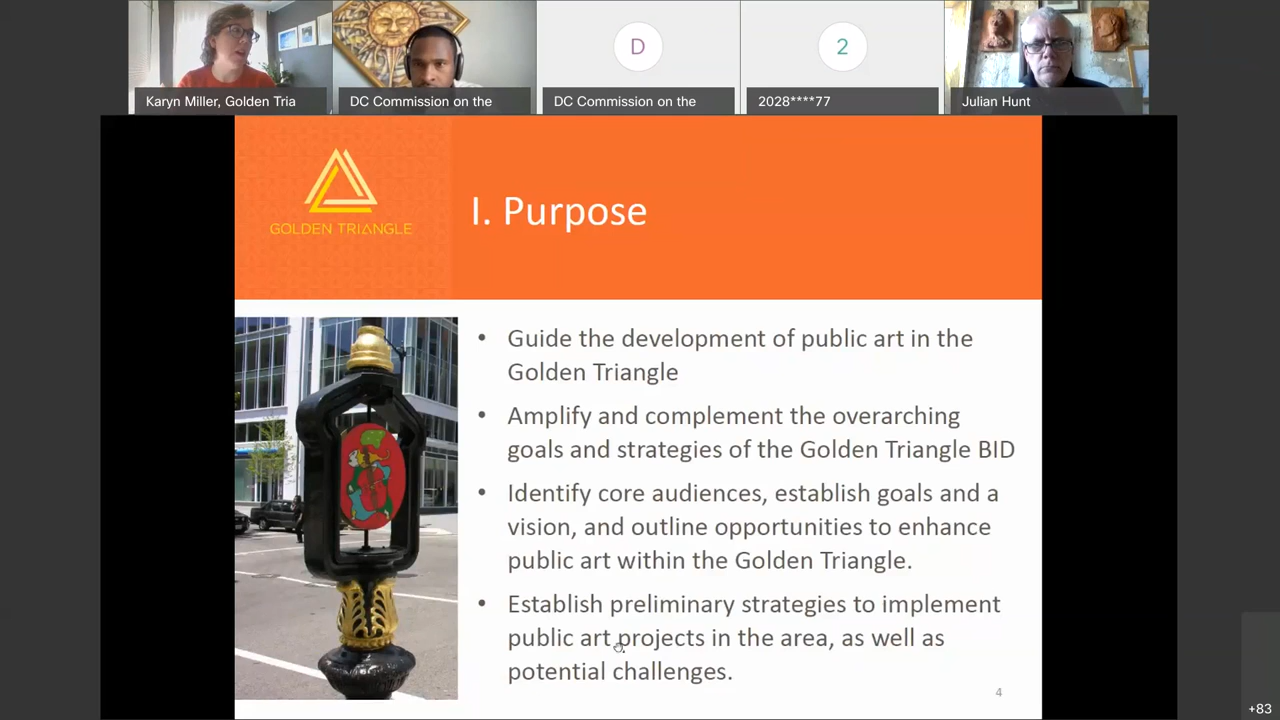 D
2
Karyn Miller, Golden Tria
DC Commission on the
DC Commission on the
2028****77
Julian Hunt
GOLDEN TRIANGLE
I. Purpose
• Guide the development of public art in the
Golden Triangle
• Amplify and complement the overarching
goals and strategies of the Golden Triangle BID
• Identify core audiences, establish goals and a
vision, and outline opportunities to enhance
public art within the Golden Triangle.
• Establish preliminary strategies to implement
public art projects in the area, as well as
potential challenges.
4
+83